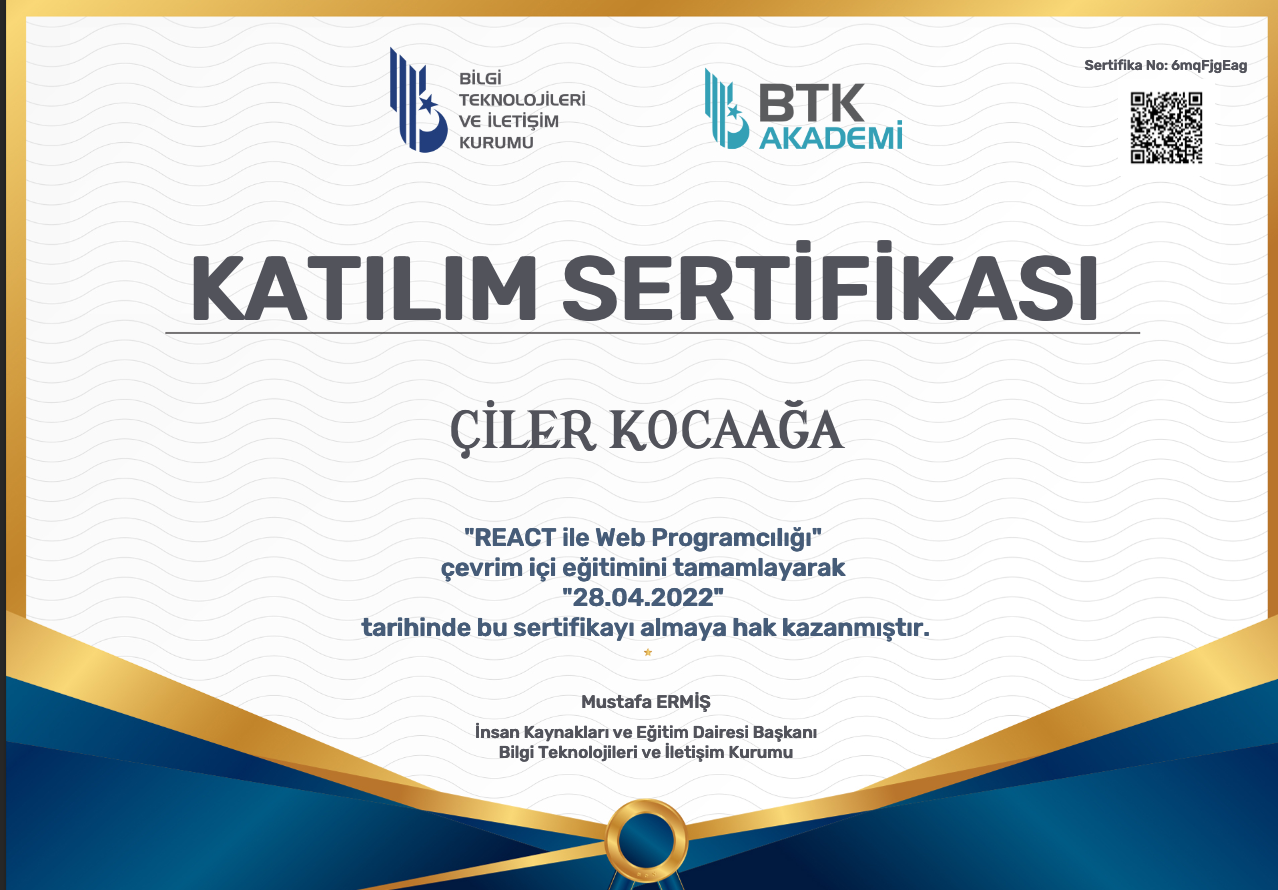 BİLGİ
TEKNOLOJİLERİ
VE İLETİŞİM
KURUMU
BTK
AKADEMİ
Sertifika No: 6mqFjgEag
KATILIM SERTİFİKASI
ÇİLER KOCAAĞA
"REACT ile Web Programcılığı"
çevrim içi eğitimini tamamlayarak
"28.04.2022"
tarihinde bu sertifikayı almaya hak kazanmıştır.
Mustafa ERMİŞ
İnsan Kaynakları ve Eğitim Dairesi Başkanı
Bilgi Teknolojileri ve İletişim Kurumu